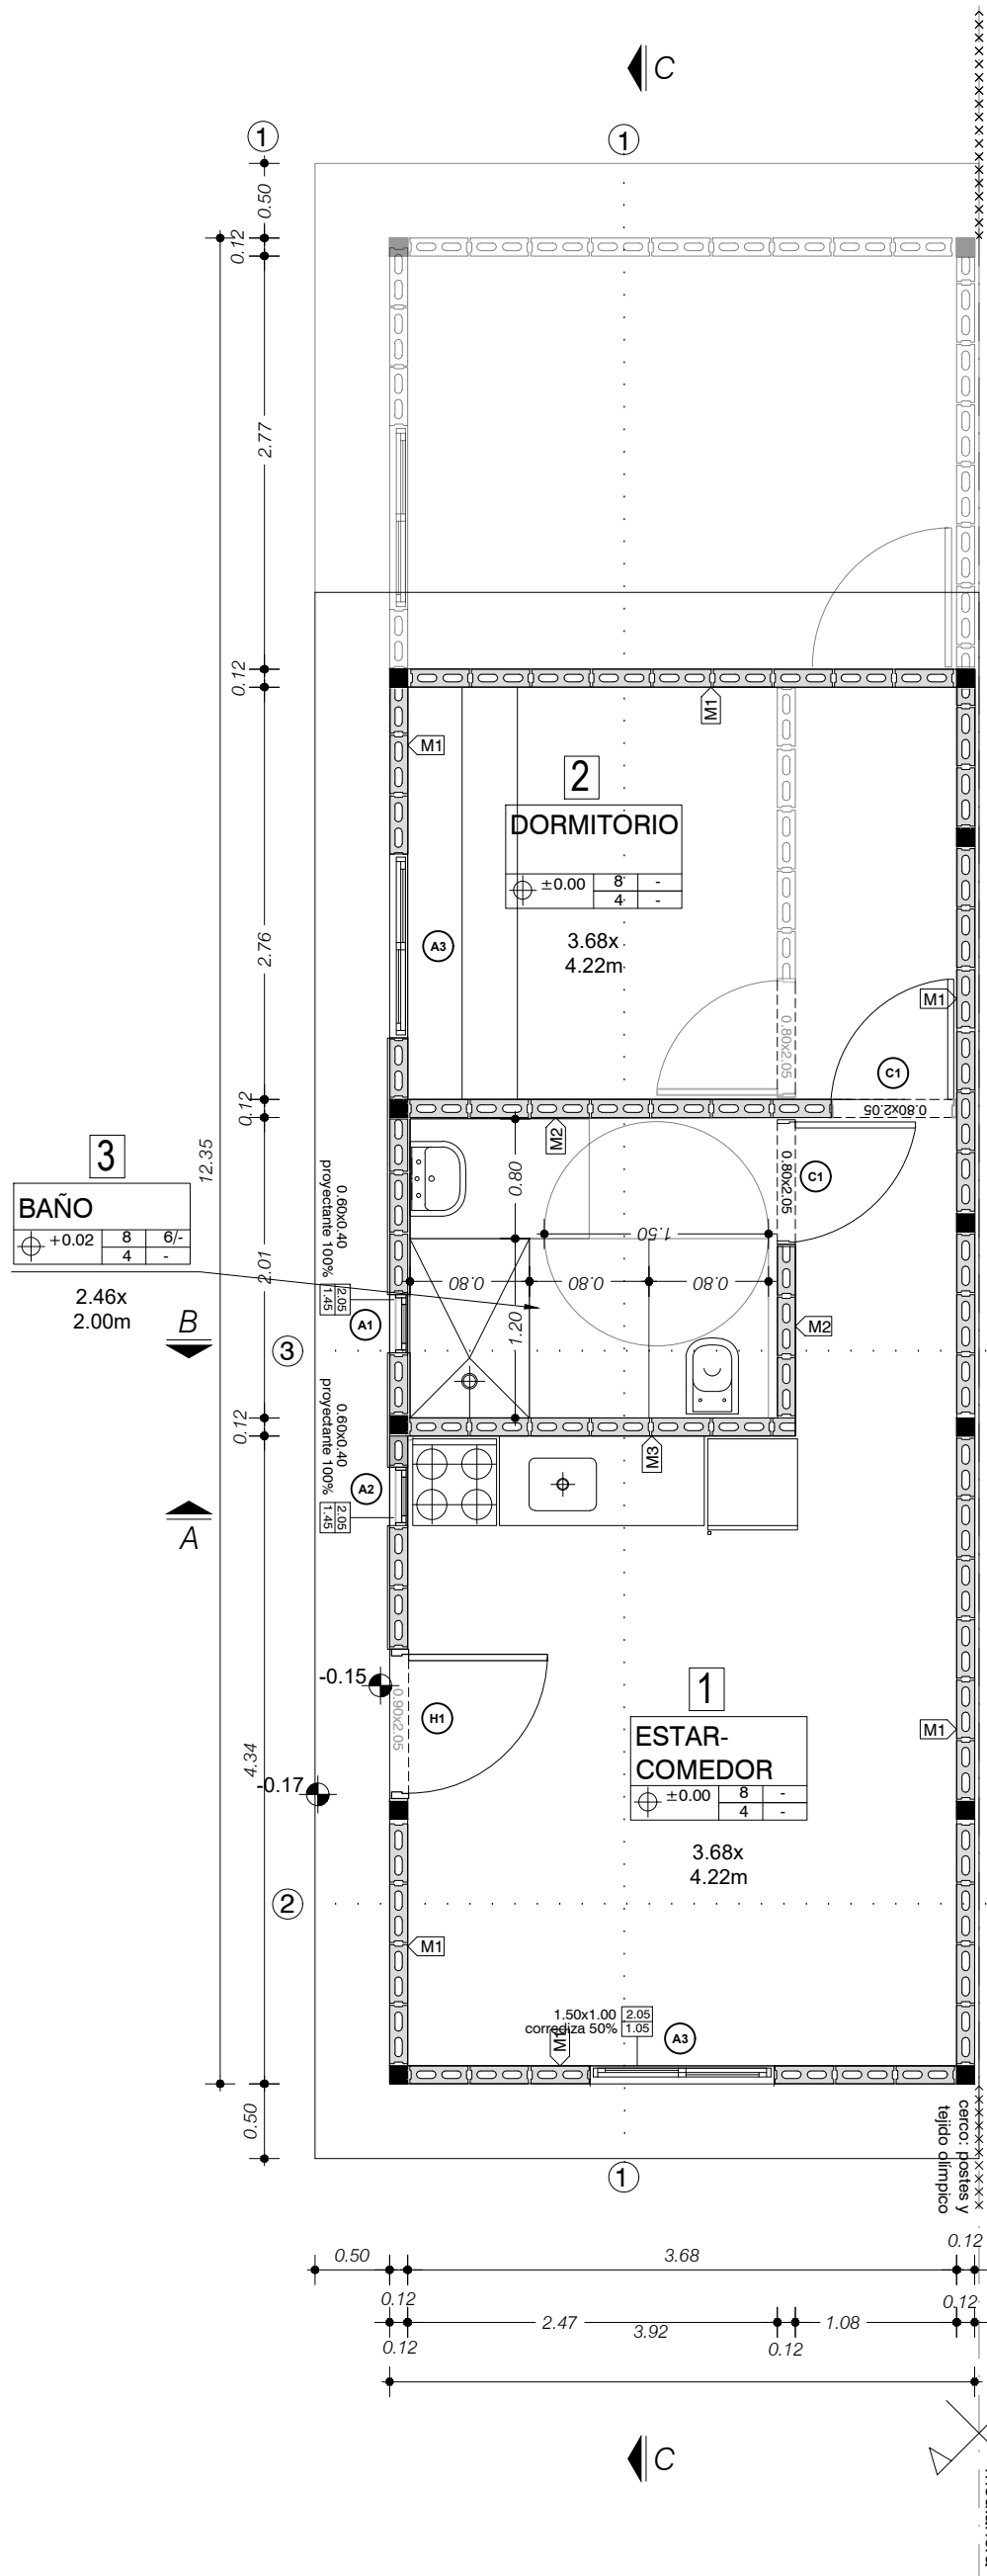 C
1
1
0.50
0.12
2.77
0.12
M1
M1
2
DORMITORIO
±0.00
8
-
4
-
3.68x
4.22m
A3
2.76
M1
0.80x2.05
C1
0.80x2.05
0.12
M2
12.35
3
BAÑO
+0.02
8
6/-
4
-
2.46x
2.00m
0.60x0.40
proyectante 100%
2.05
1.45
A1
0.80
1.50
0.80x2.05
C1
0.80
0.80
0.80
1.20
2.01
M2
B
3
0.12
M3
0.60x0.40
proyectante 100%
2.05
1.45
A2
A
-0.15
0.90x2.05
H1
1
ESTAR-
COMEDOR
±0.00
8
-
4
-
3.68x
4.22m
M1
4.34
-0.17
2
M1
1.50x1.00
corrediza 50%
2.05
1.05
A3
M1
0.50
cerco: postes y
tejido olímpico
1
0.50
3.68
0.12
0.12
0.12
2.47
3.92
1.08
0.12
0.12
C